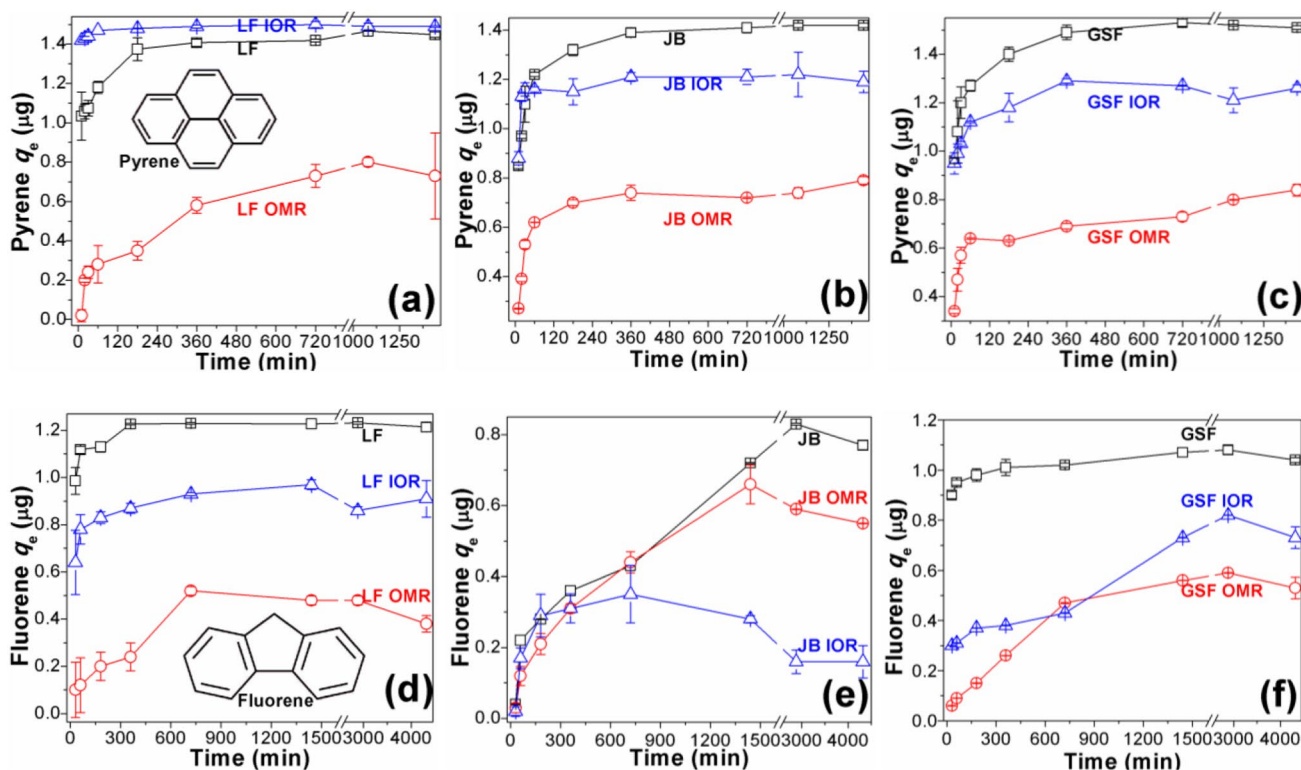 Pyrene qe (µg)
1.6
1.4
1.2
1.0
0.8
0.6
0.4
0.2
0.0
LF IOR
LF
Pyrene
LF OMR
(a)
0 120 240 360 480 600 720 1000 1250
Time (min)
Pyrene qe (µg)
1.4
1.2
1.0
0.8
0.6
0.4
JB
JB IOR
JB OMR
(b)
0 120 240 360 480 600 720 1000 1250
Time (min)
Pyrene qe (µg)
1.4
1.2
1.0
0.8
0.6
0.4
GSF
GSF IOR
GSF OMR
(c)
0 120 240 360 480 600 720 1000 1250
Time (min)
Fluorene qe (µg)
1.2
1.0
0.8
0.6
0.4
0.2
0.0
LF
LF IOR
LF OMR
Fluorene
(d)
0 300 600 900 1200 1500 3000 4000
Time (min)
Fluorene qe (µg)
0.8
0.6
0.4
0.2
0.0
JB
JB OMR
JB IOR
(e)
0 300 600 900 1200 1500 3000 4000
Time (min)
Fluorene qe (µg)
1.2
1.0
0.8
0.6
0.4
0.2
0.0
GSF
GSF IOR
GSF OMR
(f)
0 300 600 900 1200 1500 3000 4000
Time (min)